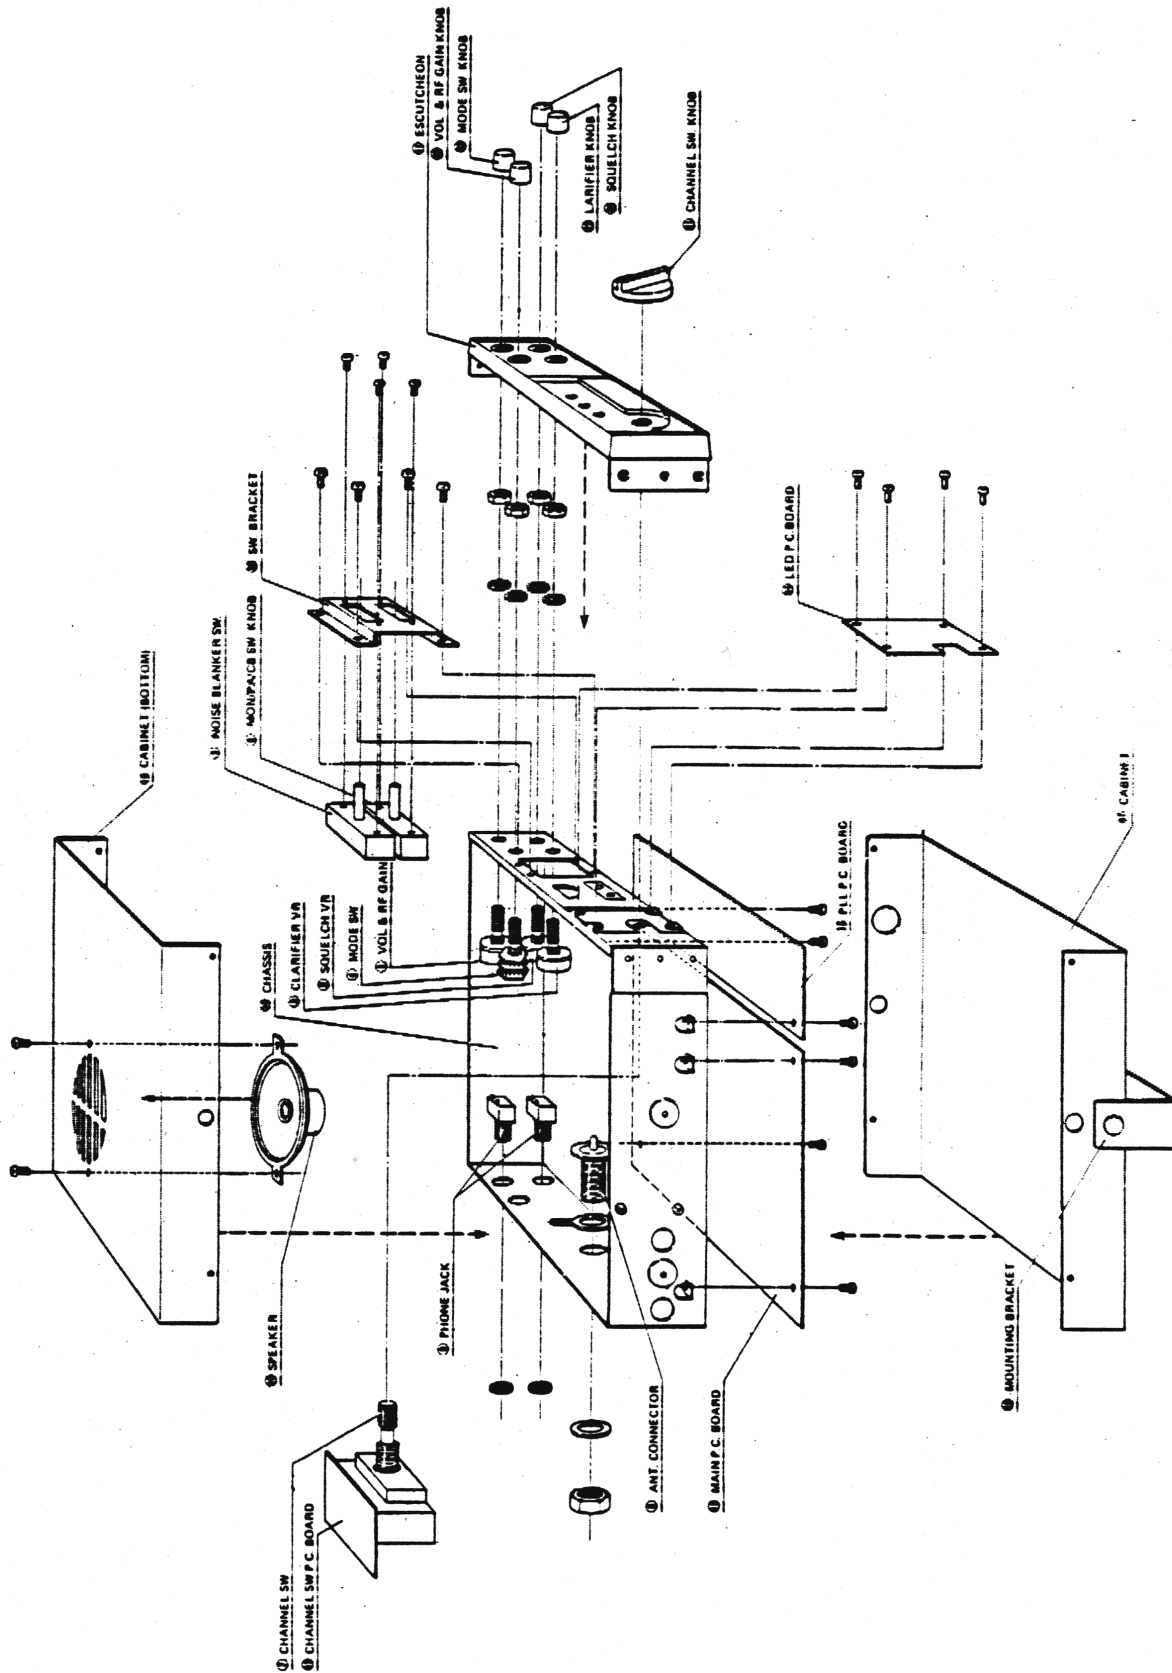 ESCUTCHEON
VOL & RF GAIN KNOB
MODE SW KNOB
LARIFIER KNOB
SQUELCH KNOB
CHANNEL SW. KNOB
SW BRACKET
NOISE BLANKER SW.
MON/PA/CB SW KNOB
CABINET (BOTTOM)
LED P.C. BOARD
CHASSIS
CLARIFIER VR
SQUELCH VR
MODE SW
VOL & RF GAIN
PLL P.C. BOARD
CABINET
SPEAKER
PHONE JACK
ANT. CONNECTOR
MAIN P.C. BOARD
MOUNTING BRACKET
CHANNEL SW
CHANNEL SW P.C. BOARD